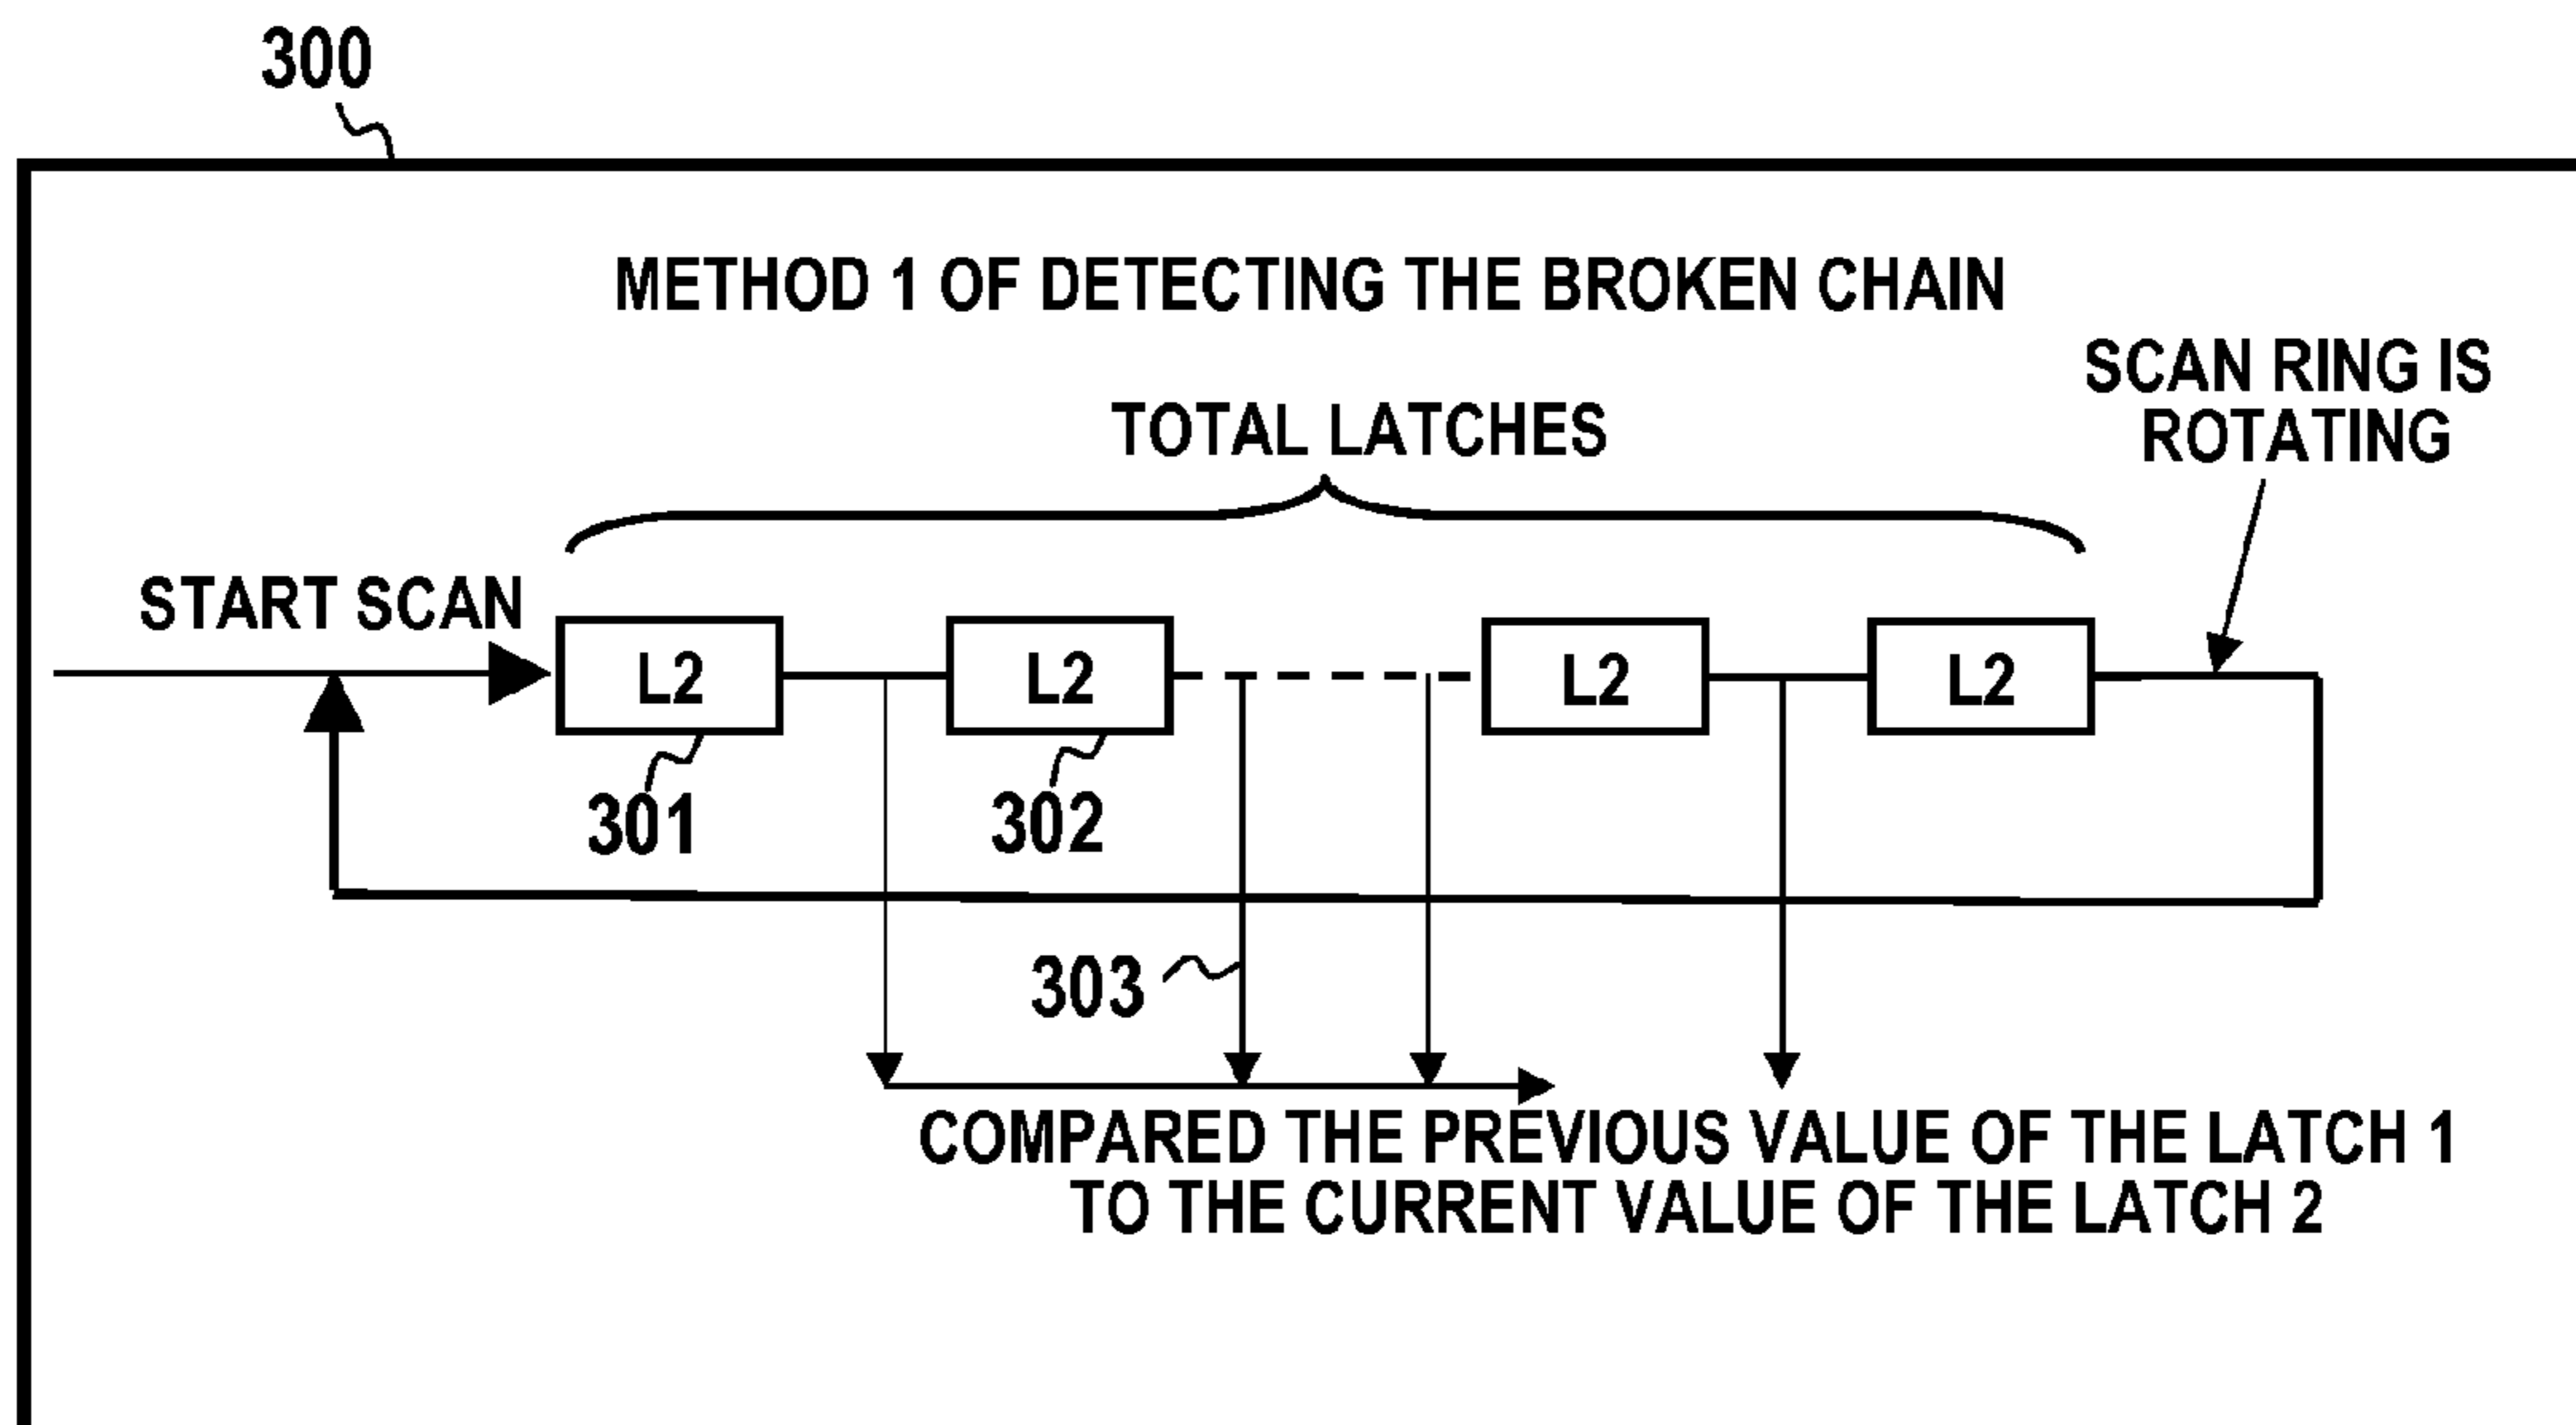 300
METHOD 1 OF DETECTING THE BROKEN CHAIN
SCAN RING IS
ROTATING
TOTAL LATCHES
START SCAN
L2
L2
L2
L2
301
302
303
COMPARED THE PREVIOUS VALUE OF THE LATCH 1
TO THE CURRENT VALUE OF THE LATCH 2